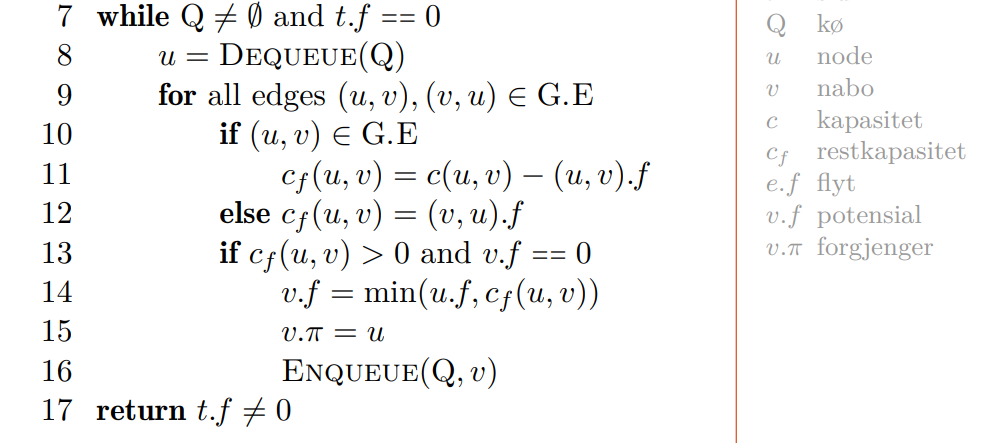 7 while Q ≠ ∅ and t.f == 0
8 u = DEQUEUE(Q)
9 for all edges (u, v), (v, u) ∈ G.E
10 if (u, v) ∈ G.E
11 c_f(u, v) = c(u, v) − (u, v).f
12 else c_f(u, v) = (v, u).f
13 if c_f(u, v) > 0 and v.f == 0
14 v.f = min(u.f, c_f(u, v))
15 v.π = u
16 ENQUEUE(Q, v)
17 return t.f ≠ 0
Q kø
u node
v nabo
c kapasitet
c_f restkapasitet
e.f flyt
v.f potensial
v.π forgjenger